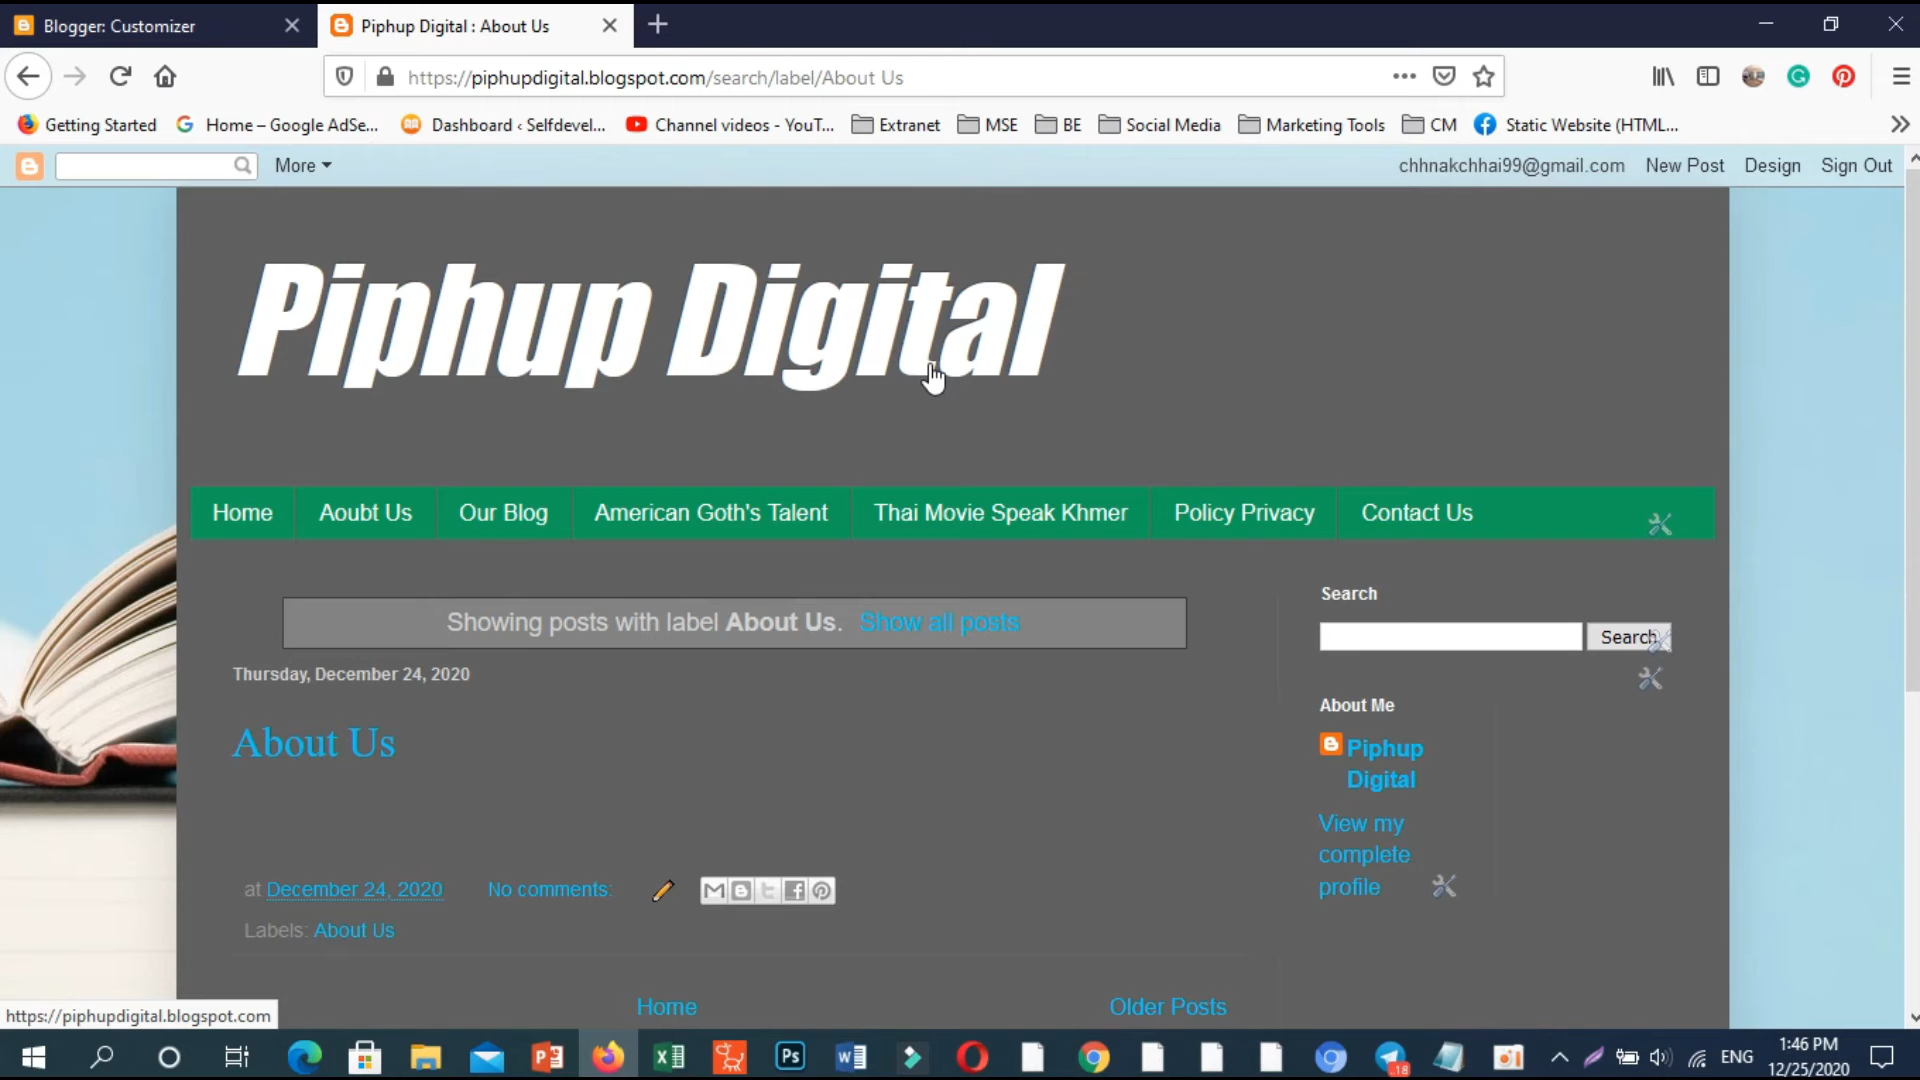 Blogger: Customizer
Piphup Digital : About Us
https://piphupdigital.blogspot.com/search/label/About Us
Getting Started
Home – Google AdSe...
Dashboard ‹ Selfdevel...
Channel videos - YouT...
Extranet
MSE
BE
Social Media
Marketing Tools
CM
Static Website (HTML...
More
chhnakchhai99@gmail.com
New Post
Design
Sign Out
Piphup Digital
Home
Aoubt Us
Our Blog
American Goth's Talent
Thai Movie Speak Khmer
Policy Privacy
Contact Us
Search
Showing posts with label About Us. Show all posts
Search
Thursday, December 24, 2020
About Me
About Us
Piphup
Digital
View my
complete
profile
at December 24, 2020
No comments:
Labels: About Us
Home
Older Posts
https://piphupdigital.blogspot.com
Ps
.18
ENG
1:46 PM
12/25/2020